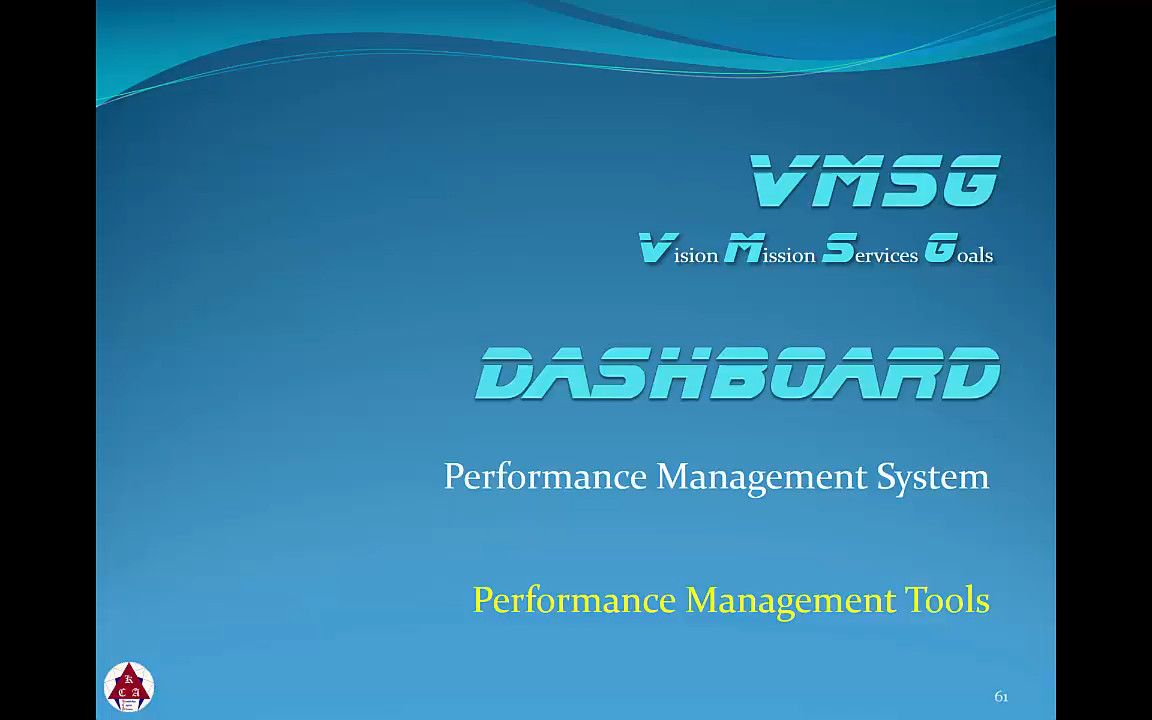 VMSG
Vision Mission Services Goals
DASHBOARD
Performance Management System
Performance Management Tools
K
C A
61